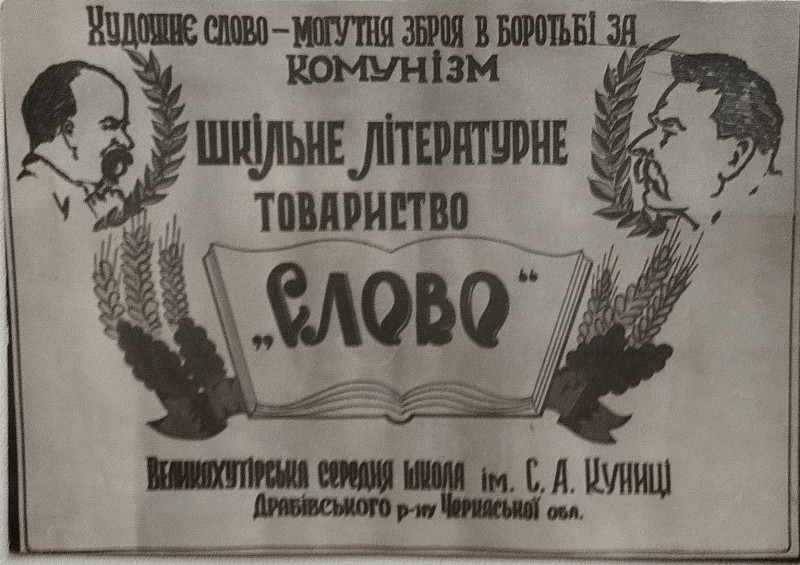 Художнє слово – могутня зброя в боротьбі за
комунізм
Шкільне літературне
товариство
„Слово“
Великохутірська середня школа ім. С. А. Куниці
Драбівського р-ну Черкаської обл.